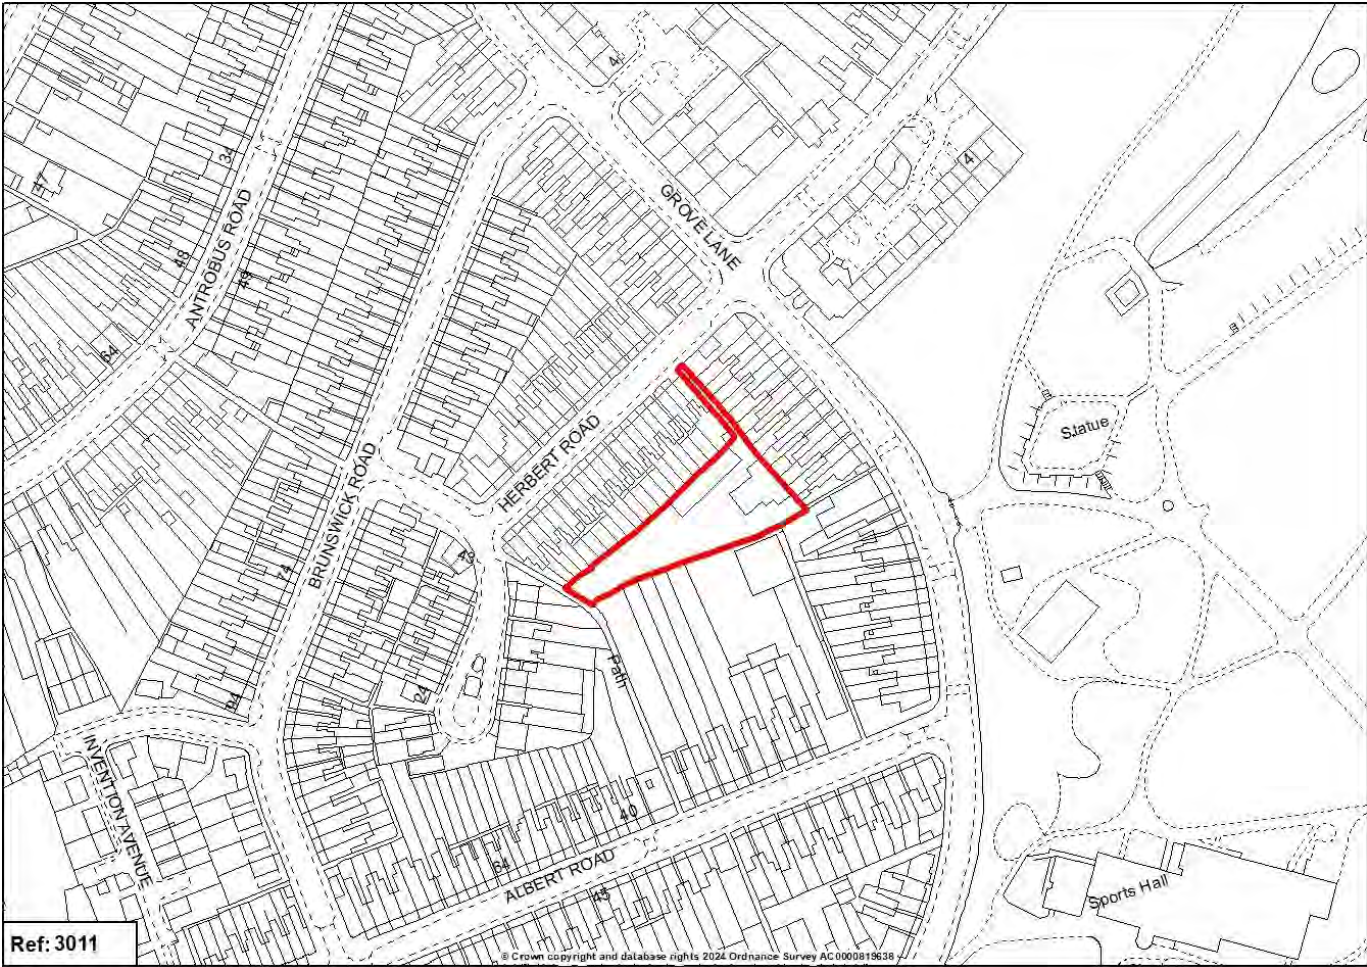 4
34
GROVE LANE
4
47
ANTROBUS ROAD
48
49
64
Statue
HERBERT ROAD
BRUNSWICK ROAD
43
74
Path
24
94
INVENTION AVENUE
40
64
ALBERT ROAD
45
Sports Hall
Ref: 3011
© Crown copyright and database rights 2024 Ordnance Survey AC0000819638